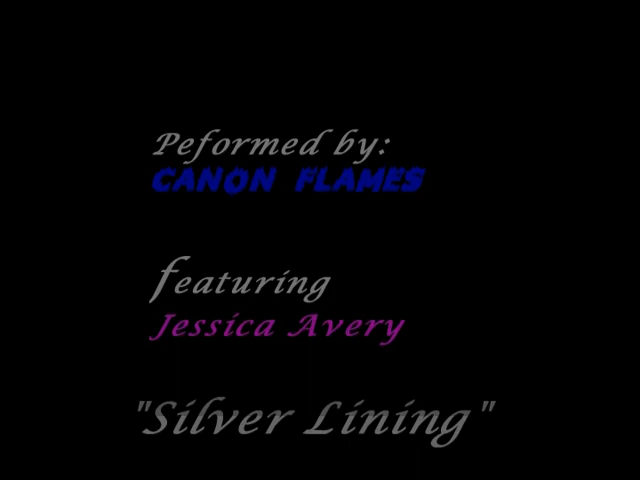 Peformed by:
CANON FLAMES
featuring
Jessica Avery
"Silver Lining"